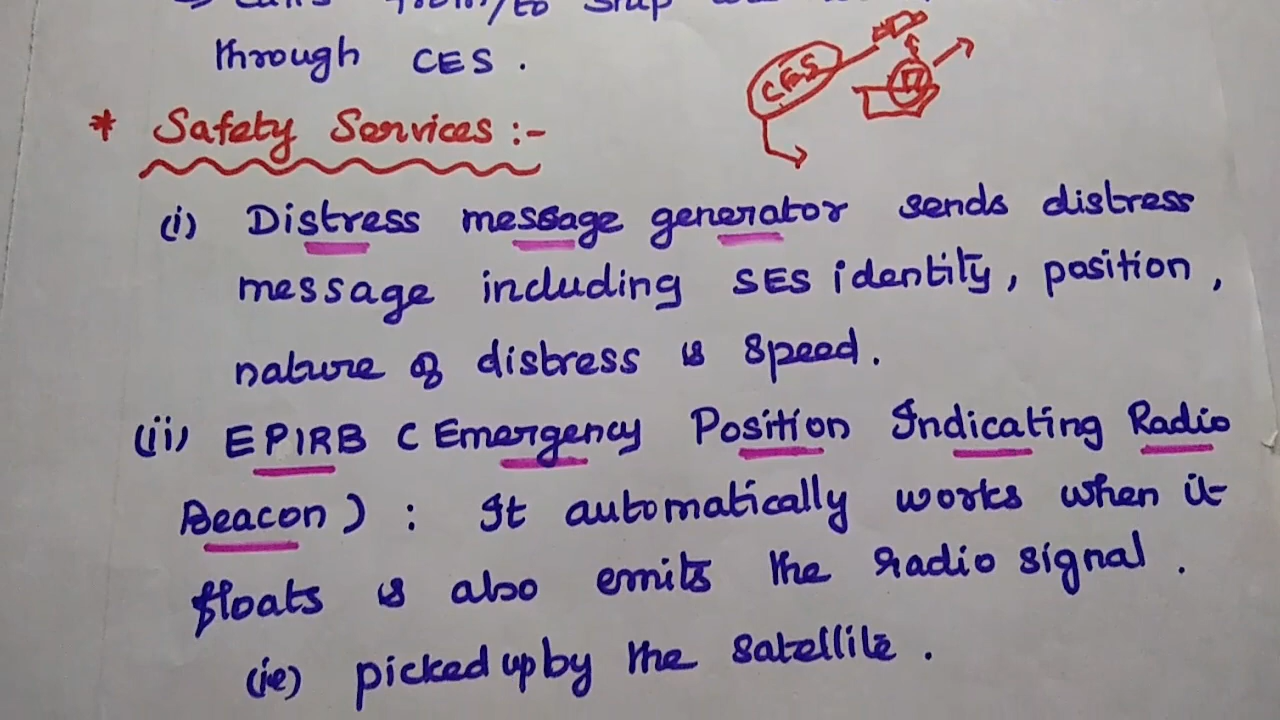 through CES.
CES
* Safety Services :-
(i) Distress message generator sends distress
message including SES identity, position,
nature of distress is speed.
(ii) EPIRB ( Emergency Position Indicating Radio
Beacon) : It automatically works when it
floats is also emits the radio signal.
(ie) picked up by the satellite.